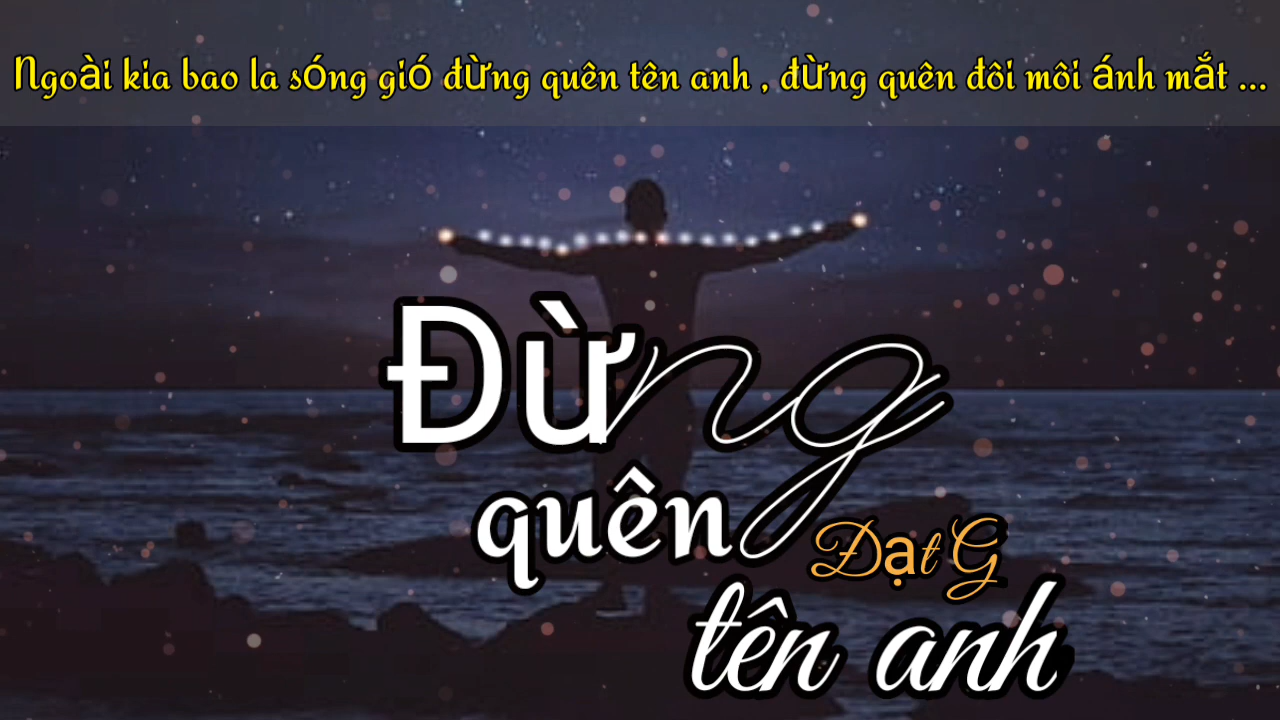 Ngoài kia bao la sóng gió đừng quên tên anh , đừng quên đôi môi ánh mắt ...
Đừng
quên
Đạt G
tên anh